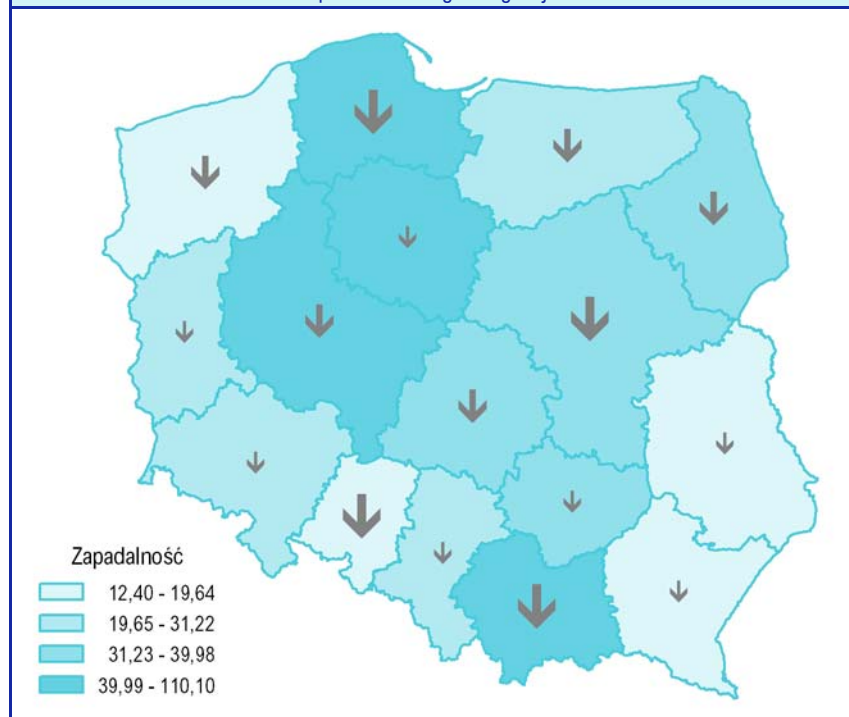 Zapadalność
12,40 - 19,64
19,65 - 31,22
31,23 - 39,98
39,99 - 110,10